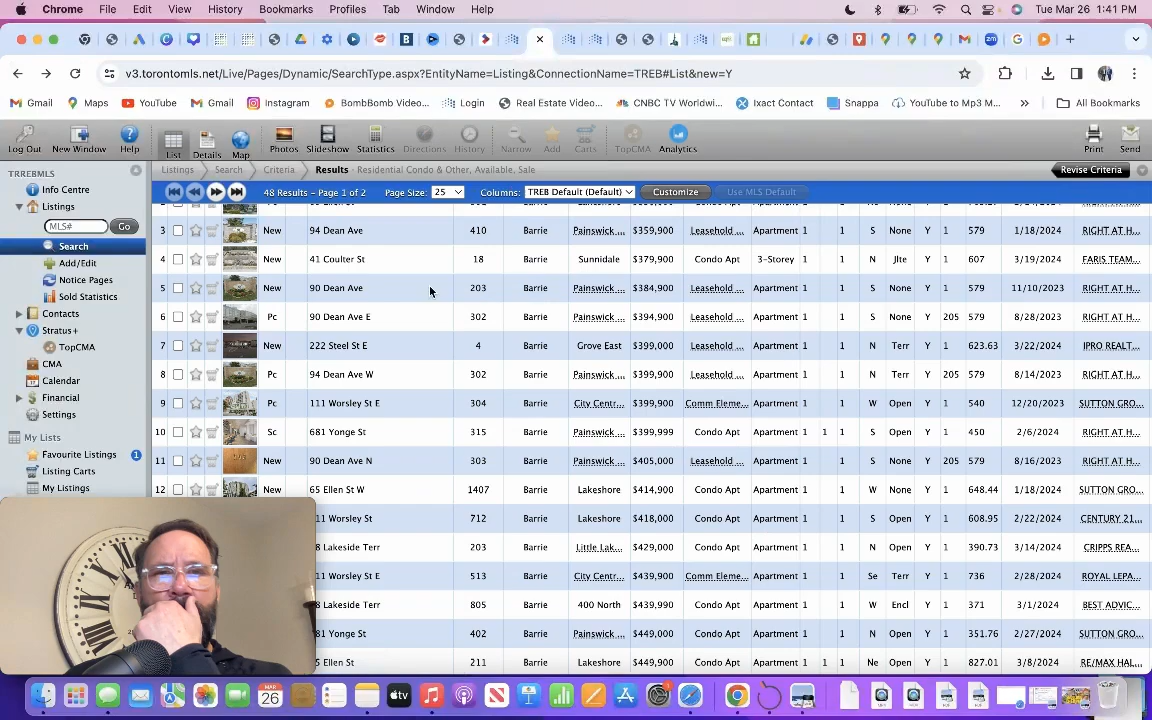 Chrome File Edit View History Bookmarks Profiles Tab Window Help Tue Mar 26 1:41 PM
v3.torontomls.net/Live/Pages/Dynamic/SearchType.aspx?EntityName=Listing&ConnectionName=TREB#List&new=Y
Gmail Maps YouTube Gmail Instagram BombBomb Video... Login Real Estate Video... CNBC TV Worldwi... Ixact Contact Snappa YouTube to Mp3 M... » All Bookmarks
Log Out New Window Help List Details Map Photos Slideshow Statistics Directions History Narrow Add Carts TopCMA Analytics Print Send
TRREBMLS
Listings Search Criteria Results - Residential Condo & Other, Available, Sale Revise Criteria
48 Results - Page 1 of 2 Page Size: 25 Columns: TREB Default (Default) Customize Use MLS Default
Info Centre
Listings
MLS# Go
Search
Add/Edit
Notice Pages
Sold Statistics
Contacts
Status+
TopCMA
CMA
Calendar
Financial
Settings
My Lists
Favourite Listings 1
Listing Carts
My Listings
3 New 94 Dean Ave 410 Barrie Painswick ... $359,900 Leasehold ... Apartment 1 1 S None Y 1 579 1/18/2024 RIGHT AT H...
4 New 41 Coulter St 18 Barrie Sunnidale $379,900 Condo Apt 3-Storey 1 1 N Jlte Y 1 607 3/19/2024 FARIS TEAM...
5 New 90 Dean Ave 203 Barrie Painswick ... $384,900 Leasehold ... Apartment 1 1 S None Y 1 579 11/10/2023 RIGHT AT H...
6 Pc 90 Dean Ave E 302 Barrie Painswick ... $394,900 Leasehold ... Apartment 1 1 S None Y 205 579 8/28/2023 RIGHT AT H...
7 New 222 Steel St E 4 Barrie Grove East $399,000 Leasehold ... Apartment 1 1 N Terr Y 1 623.63 3/22/2024 IPRO REALT...
8 Pc 94 Dean Ave W 302 Barrie Painswick ... $399,900 Leasehold ... Apartment 1 1 N Terr Y 205 579 8/14/2023 RIGHT AT H...
9 Pc 111 Worsley St E 304 Barrie City Centr... $399,900 Comm Eleme... Apartment 1 1 W Open Y 1 540 12/20/2023 SUTTON GRO...
10 Sc 681 Yonge St 315 Barrie Painswick ... $399,999 Condo Apt Apartment 1 1 1 S Open Y 1 450 2/6/2024 RIGHT AT H...
11 New 90 Dean Ave N 303 Barrie Painswick ... $405,000 Leasehold ... Apartment 1 1 S None Y 205 579 8/16/2023 RIGHT AT H...
12 New 65 Ellen St W 1407 Barrie Lakeshore $414,900 Condo Apt Apartment 1 1 W None Y 1 648.44 1/18/2024 SUTTON GRO...
11 Worsley St 712 Barrie Lakeshore $418,000 Condo Apt Apartment 1 1 S Open Y 1 608.95 2/22/2024 CENTURY 21...
8 Lakeside Terr 203 Barrie Little Lak... $429,000 Condo Apt Apartment 1 1 N Open Y 1 390.73 3/14/2024 CRIPPS REA...
11 Worsley St E 513 Barrie City Centr... $439,900 Comm Eleme... Apartment 1 1 Se Terr Y 1 736 2/28/2024 ROYAL LEPA...
8 Lakeside Terr 805 Barrie 400 North $439,990 Condo Apt Apartment 1 1 W Encl Y 1 371 3/1/2024 BEST ADVIC...
81 Yonge St 402 Barrie Painswick ... $449,000 Condo Apt Apartment 1 1 N Open Y 1 351.76 2/27/2024 SUTTON GRO...
5 Ellen St 211 Barrie Lakeshore $449,900 Condo Apt Apartment 1 1 1 Ne Open Y 1 827.01 3/8/2024 RE/MAX HAL...